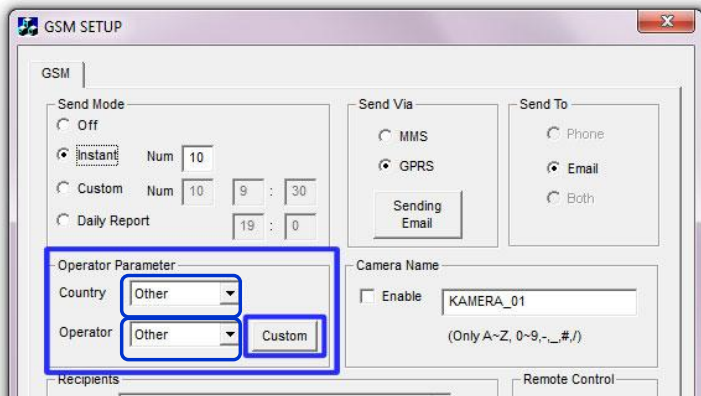 GSM SETUP
GSM
Send Mode
Off
Instant Num 10
Custom Num 10 9 : 30
Daily Report 19 : 0
Send Via
MMS
GPRS
Sending
Email
Send To
Phone
Email
Both
Operator Parameter
Country Other
Operator Other Custom
Camera Name
Enable KAMERA_01
(Only A~Z, 0~9,-,_,#,/)
Recipients
Remote Control